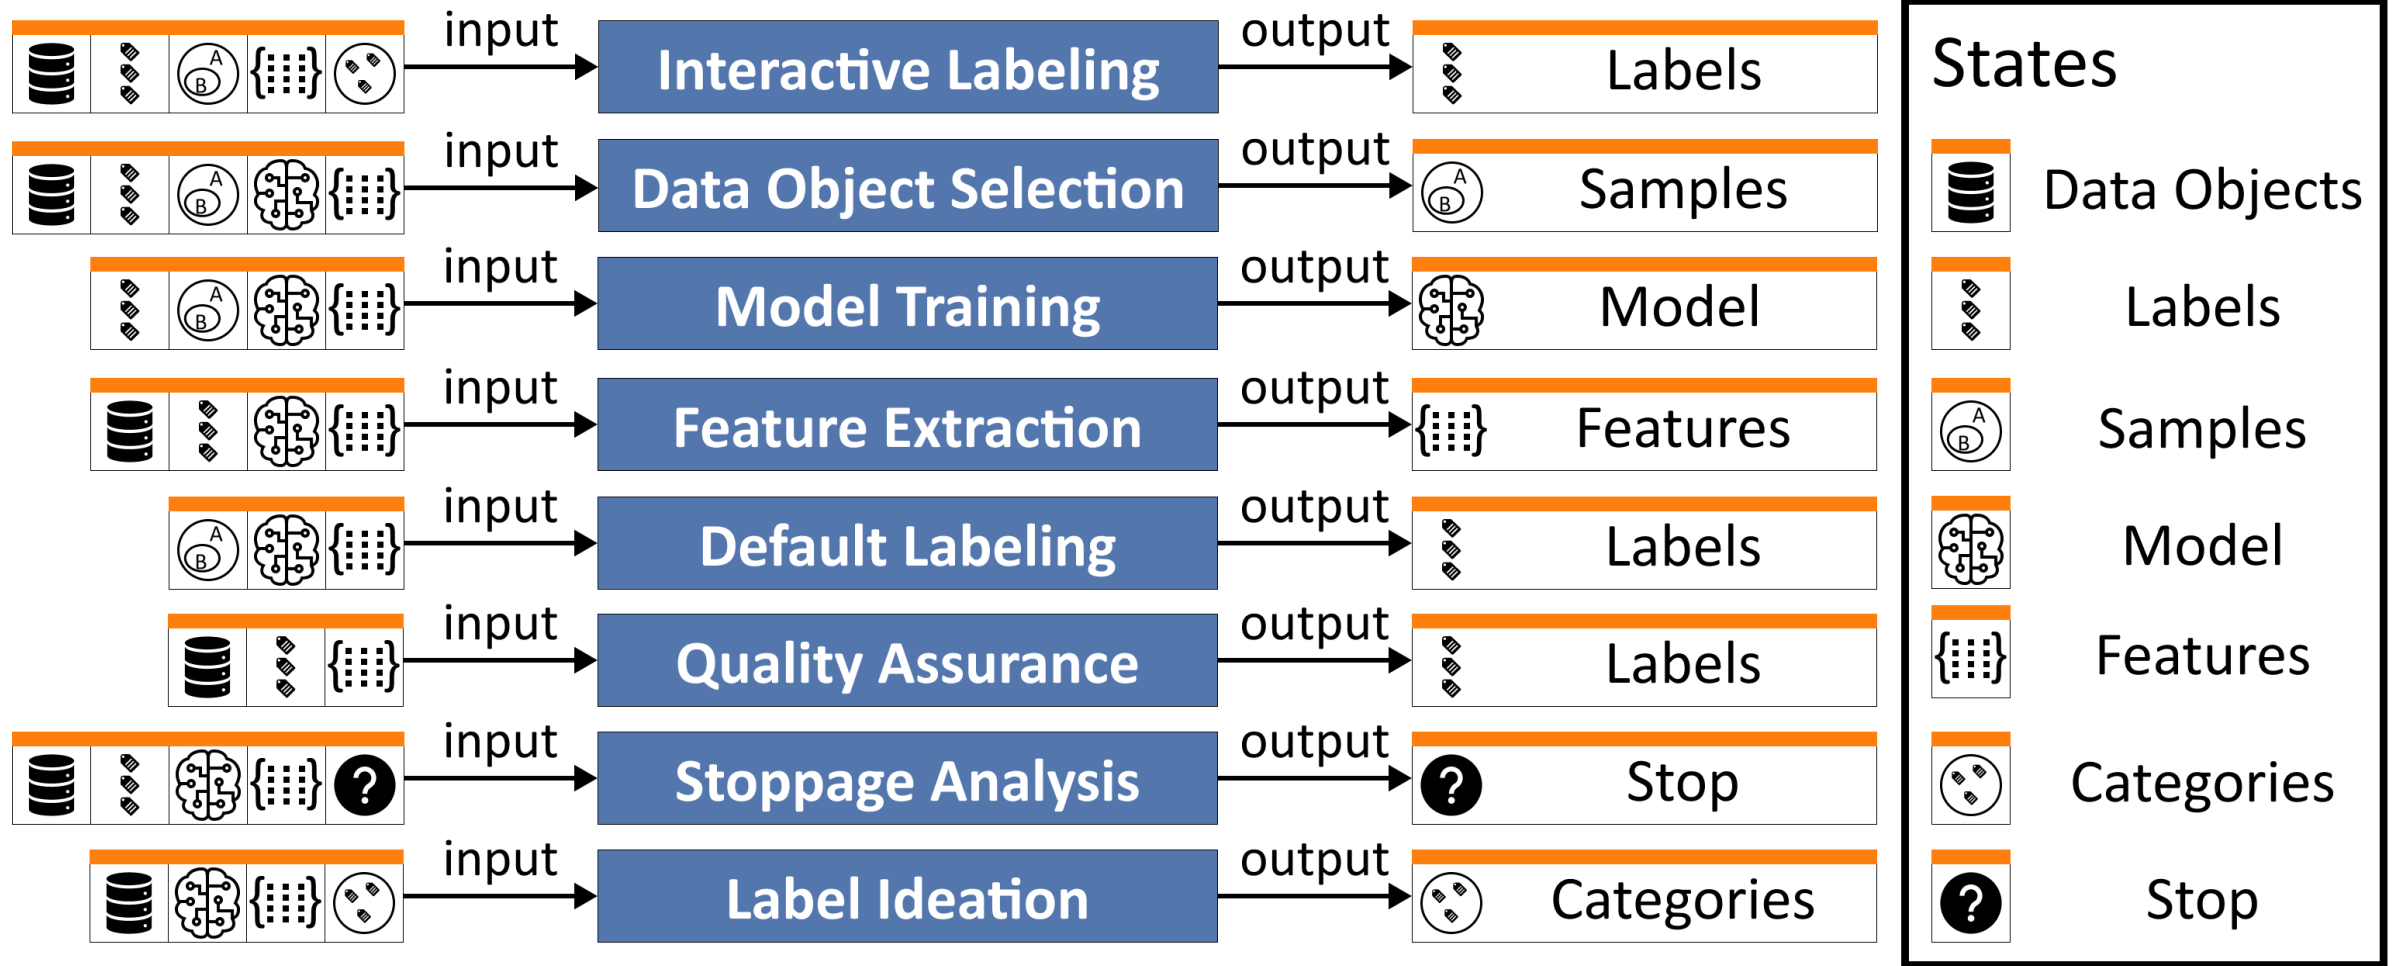 input Interactive Labeling output Labels
input Data Object Selection output Samples
input Model Training output Model
input Feature Extraction output Features
input Default Labeling output Labels
input Quality Assurance output Labels
input Stoppage Analysis output Stop
input Label Ideation output Categories
States
Data Objects
Labels
A B Samples
Model
Features
Categories
? Stop